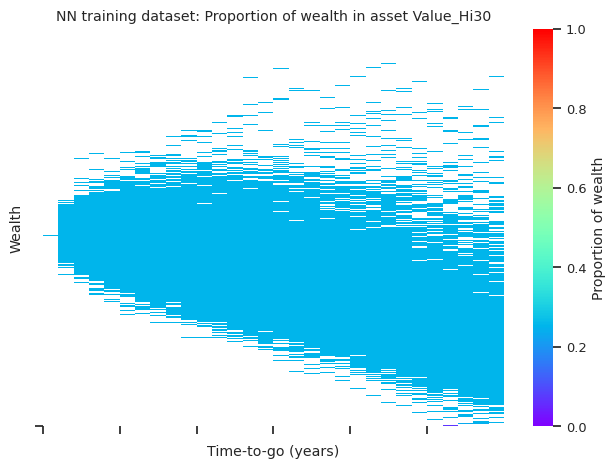 NN training dataset: Proportion of wealth in asset Value_Hi30
Wealth
Time-to-go (years)
1.0
0.8
0.6
0.4
0.2
0.0
Proportion of wealth